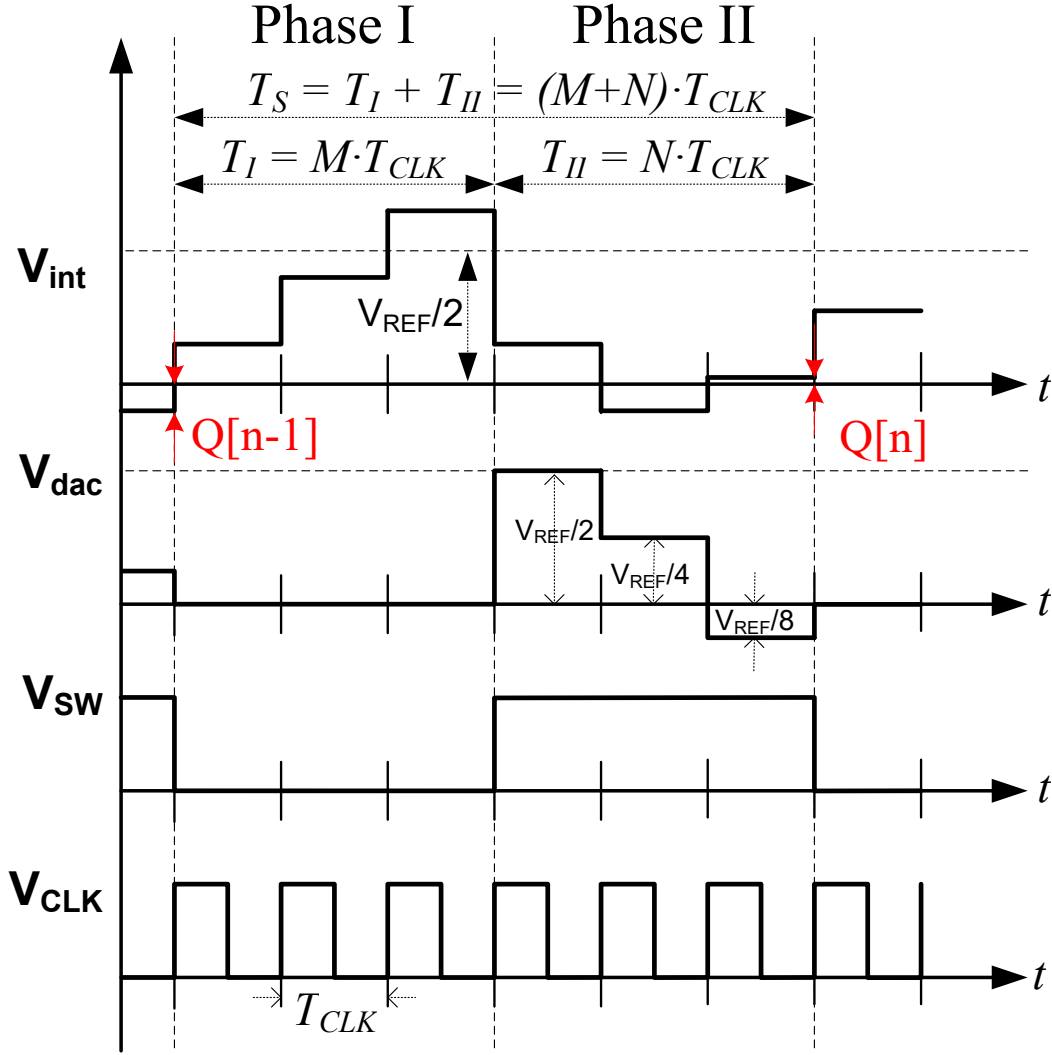 Phase I
Phase II
T_S = T_I + T_II = (M+N)·T_CLK
T_I = M·T_CLK
T_II = N·T_CLK
V_int
V_REF/2
t
Q[n-1]
Q[n]
V_dac
V_REF/2
V_REF/4
V_REF/8
t
V_SW
t
V_CLK
t
T_CLK